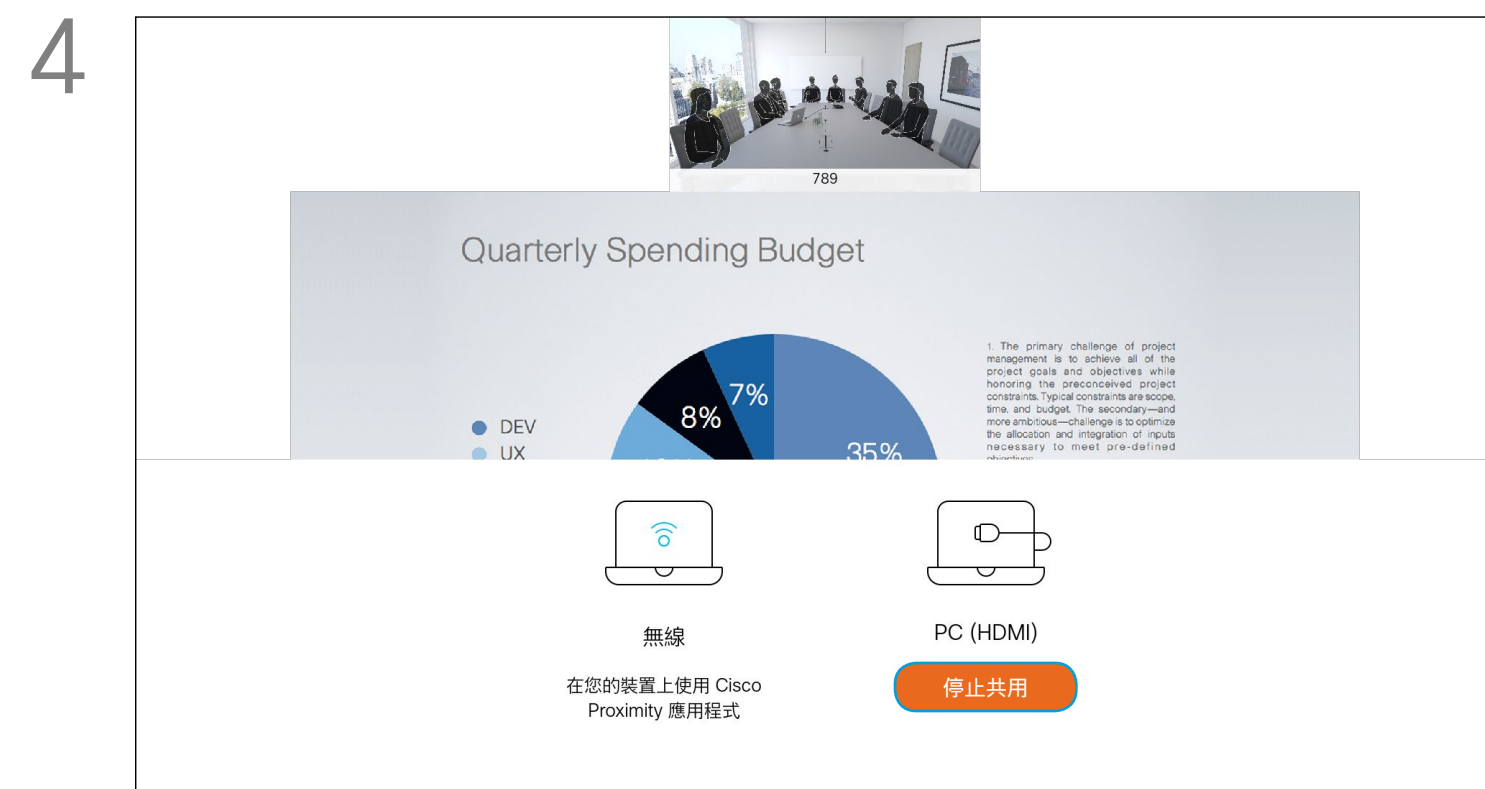 4
789
Quarterly Spending Budget
1. The primary challenge of project
management is to achieve all of the
project goals and objectives while
honoring the preconceived project
constraints. Typical constraints are scope,
time, and budget. The secondary—and
more ambitious—challenge is to optimize
the allocation and integration of inputs
necessary to meet pre-defined
7%
8%
35%
DEV
UX
無線
在您的裝置上使用 Cisco
Proximity 應用程式
PC (HDMI)
停止共用